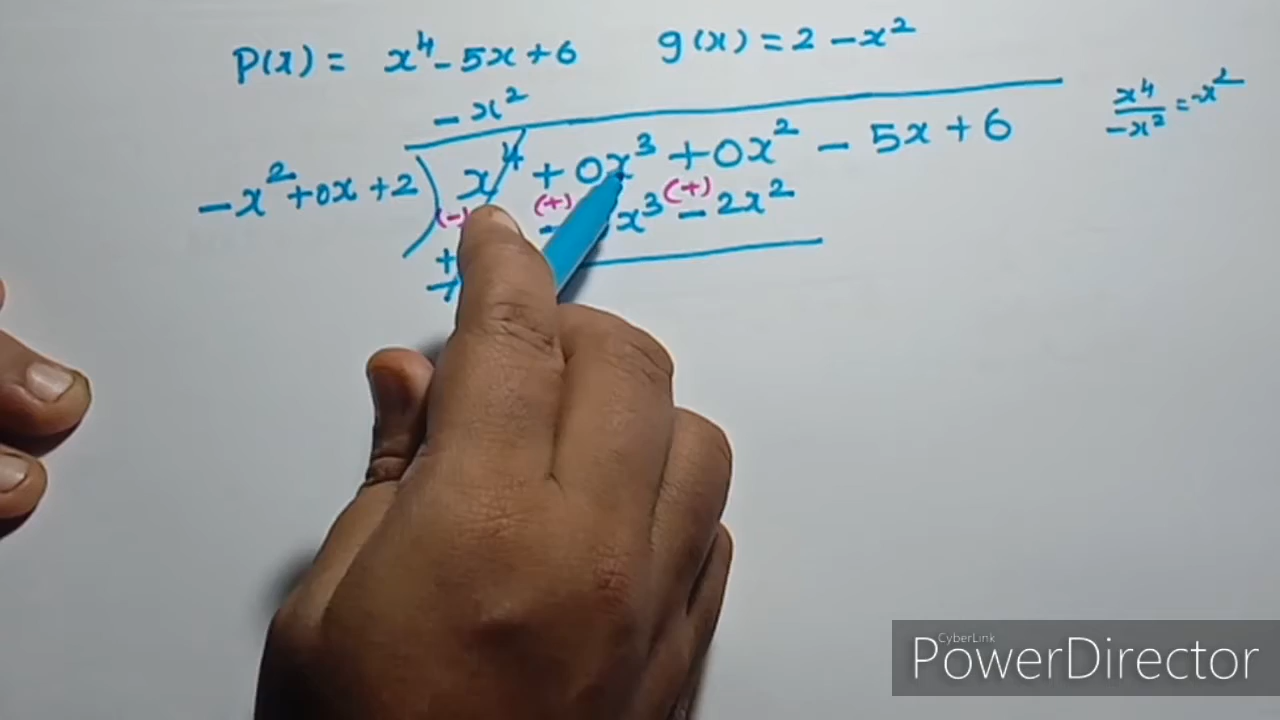 P(x) = x⁴ - 5x + 6 g(x) = 2 - x²
- x²
x⁴/-x² = -x²
-x² + 0x + 2 ) x⁴ + 0x³ + 0x² - 5x + 6
(-) (+) (+)
+ - x³ - 2x²
CyberLink
PowerDirector